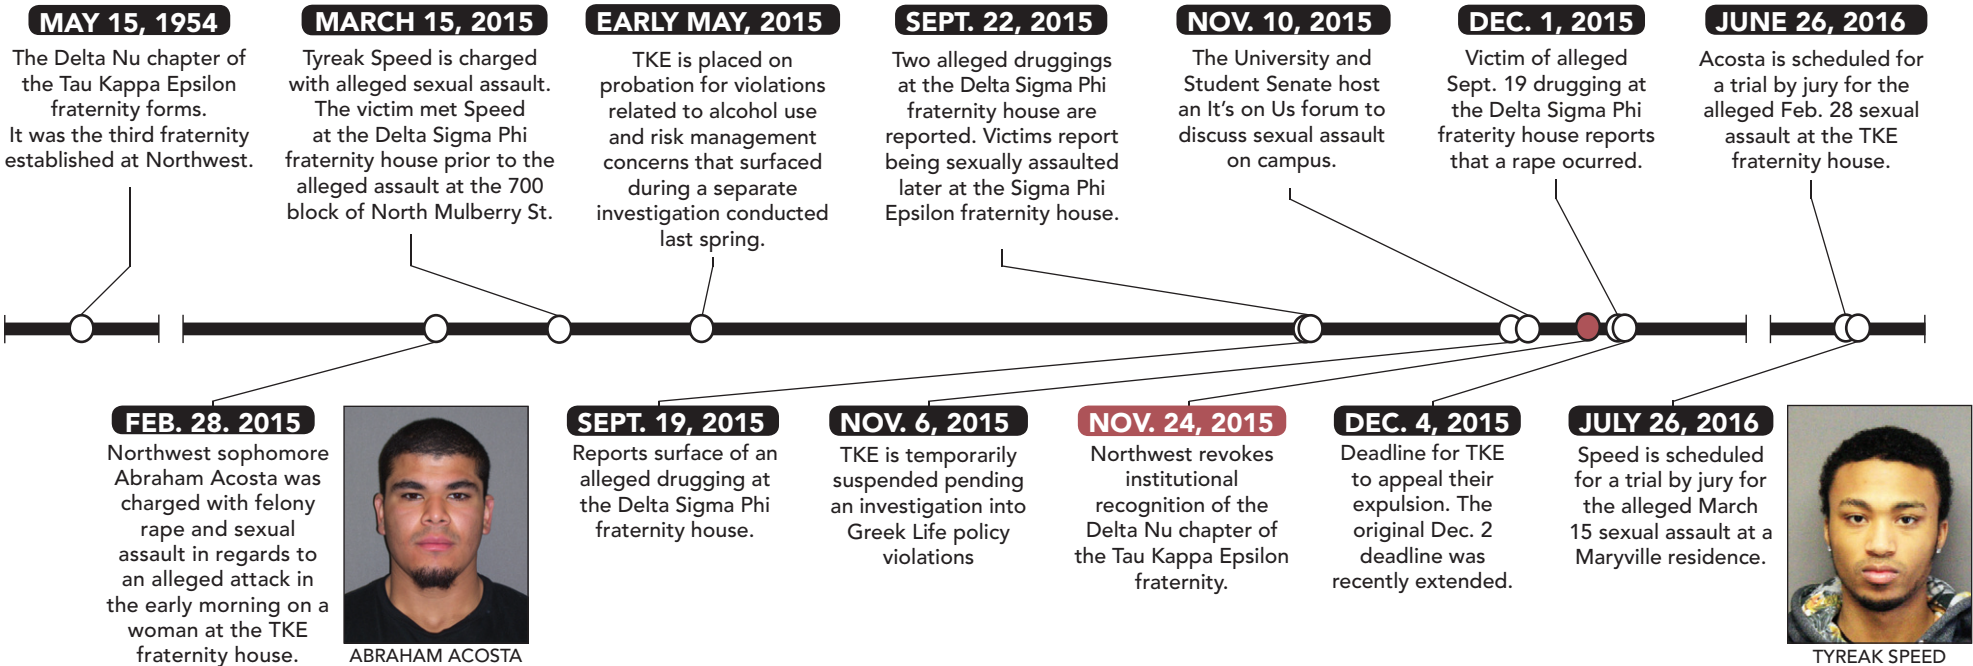 MAY 15, 1954
The Delta Nu chapter of
the Tau Kappa Epsilon
fraternity forms.
It was the third fraternity
established at Northwest.
MARCH 15, 2015
Tyreak Speed is charged
with alleged sexual assault.
The victim met Speed
at the Delta Sigma Phi
fraternity house prior to the
alleged assault at the 700
block of North Mulberry St.
EARLY MAY, 2015
TKE is placed on
probation for violations
related to alcohol use
and risk management
concerns that surfaced
during a separate
investigation conducted
last spring.
SEPT. 22, 2015
Two alleged druggings
at the Delta Sigma Phi
fraternity house are
reported. Victims report
being sexually assaulted
later at the Sigma Phi
Epsilon fraternity house.
NOV. 10, 2015
The University and
Student Senate host
an It's on Us forum to
discuss sexual assault
on campus.
DEC. 1, 2015
Victim of alleged
Sept. 19 drugging at
the Delta Sigma Phi
fraterity house reports
that a rape ocurred.
JUNE 26, 2016
Acosta is scheduled for
a trial by jury for the
alleged Feb. 28 sexual
assault at the TKE
fraternity house.
FEB. 28. 2015
Northwest sophomore
Abraham Acosta was
charged with felony
rape and sexual
assault in regards to
an alleged attack in
the early morning on a
woman at the TKE
fraternity house.
ABRAHAM ACOSTA
SEPT. 19, 2015
Reports surface of an
alleged drugging at
the Delta Sigma Phi
fraternity house.
NOV. 6, 2015
TKE is temporarily
suspended pending
an investigation into
Greek Life policy
violations
NOV. 24, 2015
Northwest revokes
institutional
recognition of the
Delta Nu chapter of
the Tau Kappa Epsilon
fraternity.
DEC. 4, 2015
Deadline for TKE
to appeal their
expulsion. The
original Dec. 2
deadline was
recently extended.
JULY 26, 2016
Speed is scheduled
for a trial by jury for
the alleged March
15 sexual assault at a
Maryville residence.
TYREAK SPEED